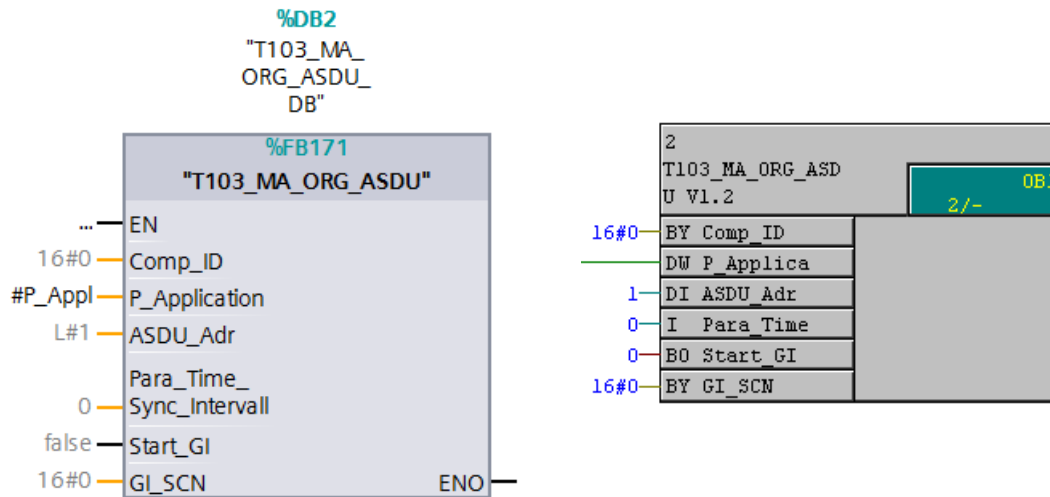 %DB2
"T103_MA_
ORG_ASDU_
DB"
%FB171
"T103_MA_ORG_ASDU"
... EN
16#0 Comp_ID
#P_Appl P_Application
L#1 ASDU_Adr
Para_Time_
0 Sync_Intervall
false Start_GI
16#0 GI_SCN ENO
2
T103_MA_ORG_ASD
U V1.2
2/-
16#0 BY Comp_ID
DW P_Applica
1 DI ASDU_Adr
0 I Para_Time
0 BO Start_GI
16#0 BY GI_SCN